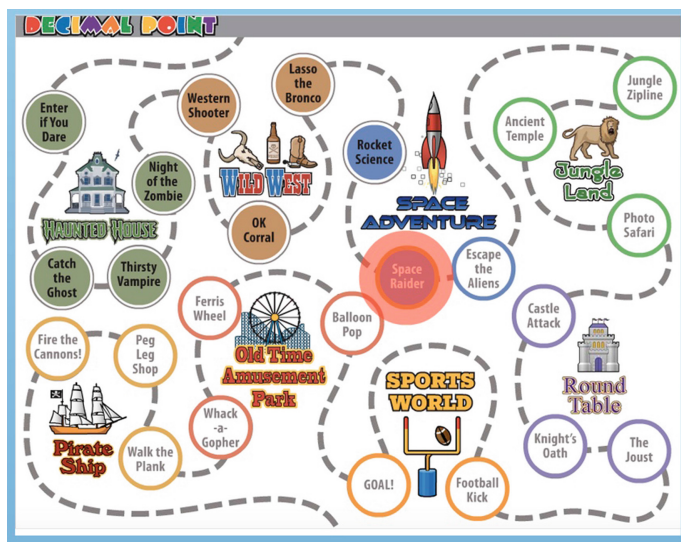 DECIMAL POINT
Enter
if You
Dare
Night
of the
Zombie
HAUNTED HOUSE
Catch
the
Ghost
Thirsty
Vampire
Western
Shooter
Lasso
the
Bronco
WILD WEST
OK
Corral
Rocket
Science
SPACE
ADVENTURE
Space
Raider
Escape
the
Aliens
Jungle
Zipline
Ancient
Temple
Jungle
Land
Photo
Safari
Ferris
Wheel
Balloon
Pop
Old Time
Amusement
Park
Whack
-a-
Gopher
Fire the
Cannons!
Peg
Leg
Shop
Pirate
Ship
Walk the
Plank
SPORTS
WORLD
GOAL!
Football
Kick
Castle
Attack
Round
Table
Knight's
Oath
The
Joust